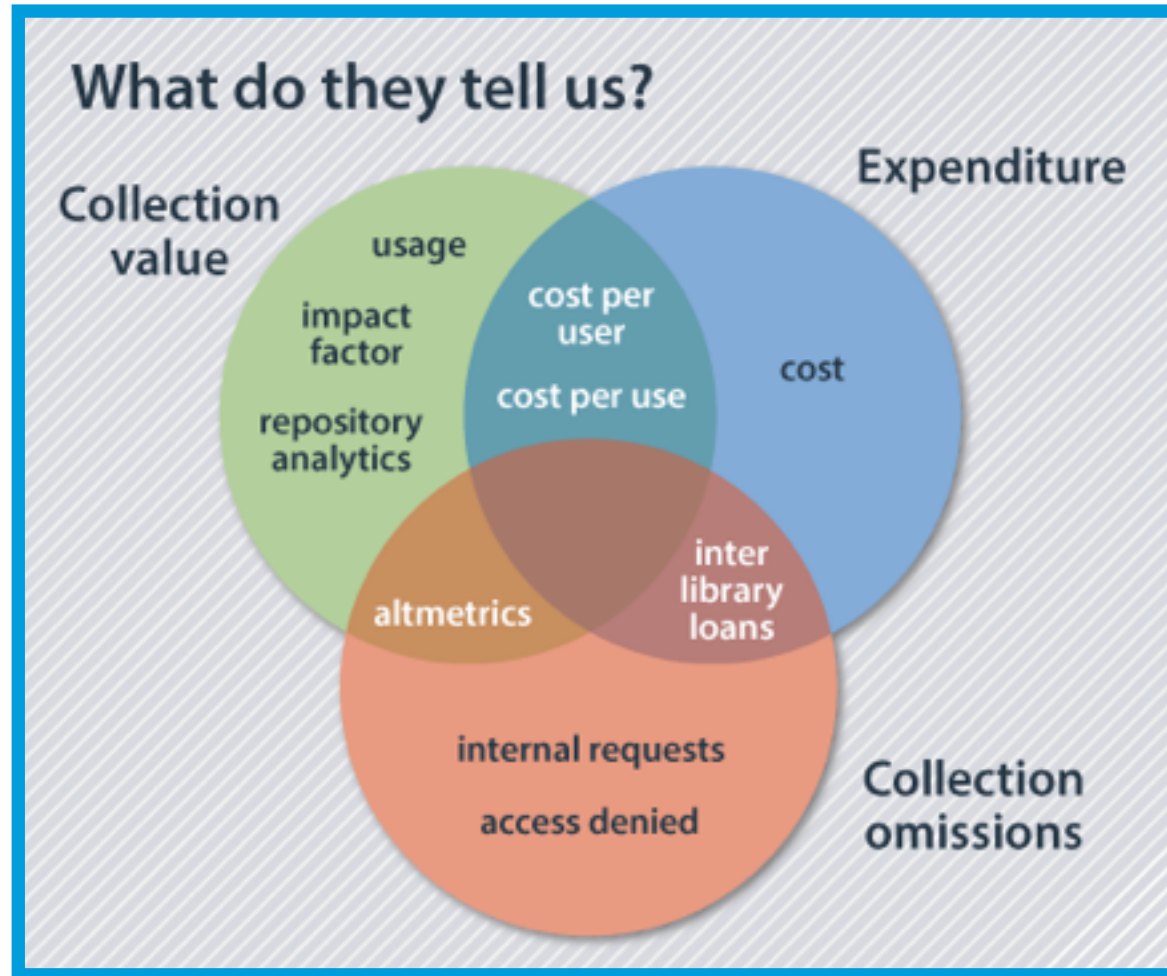 What do they tell us?
Expenditure
Collection
value
usage
impact
factor
repository
analytics
cost per
user
cost per use
cost
altmetrics
inter
library
loans
internal requests
access denied
Collection
omissions